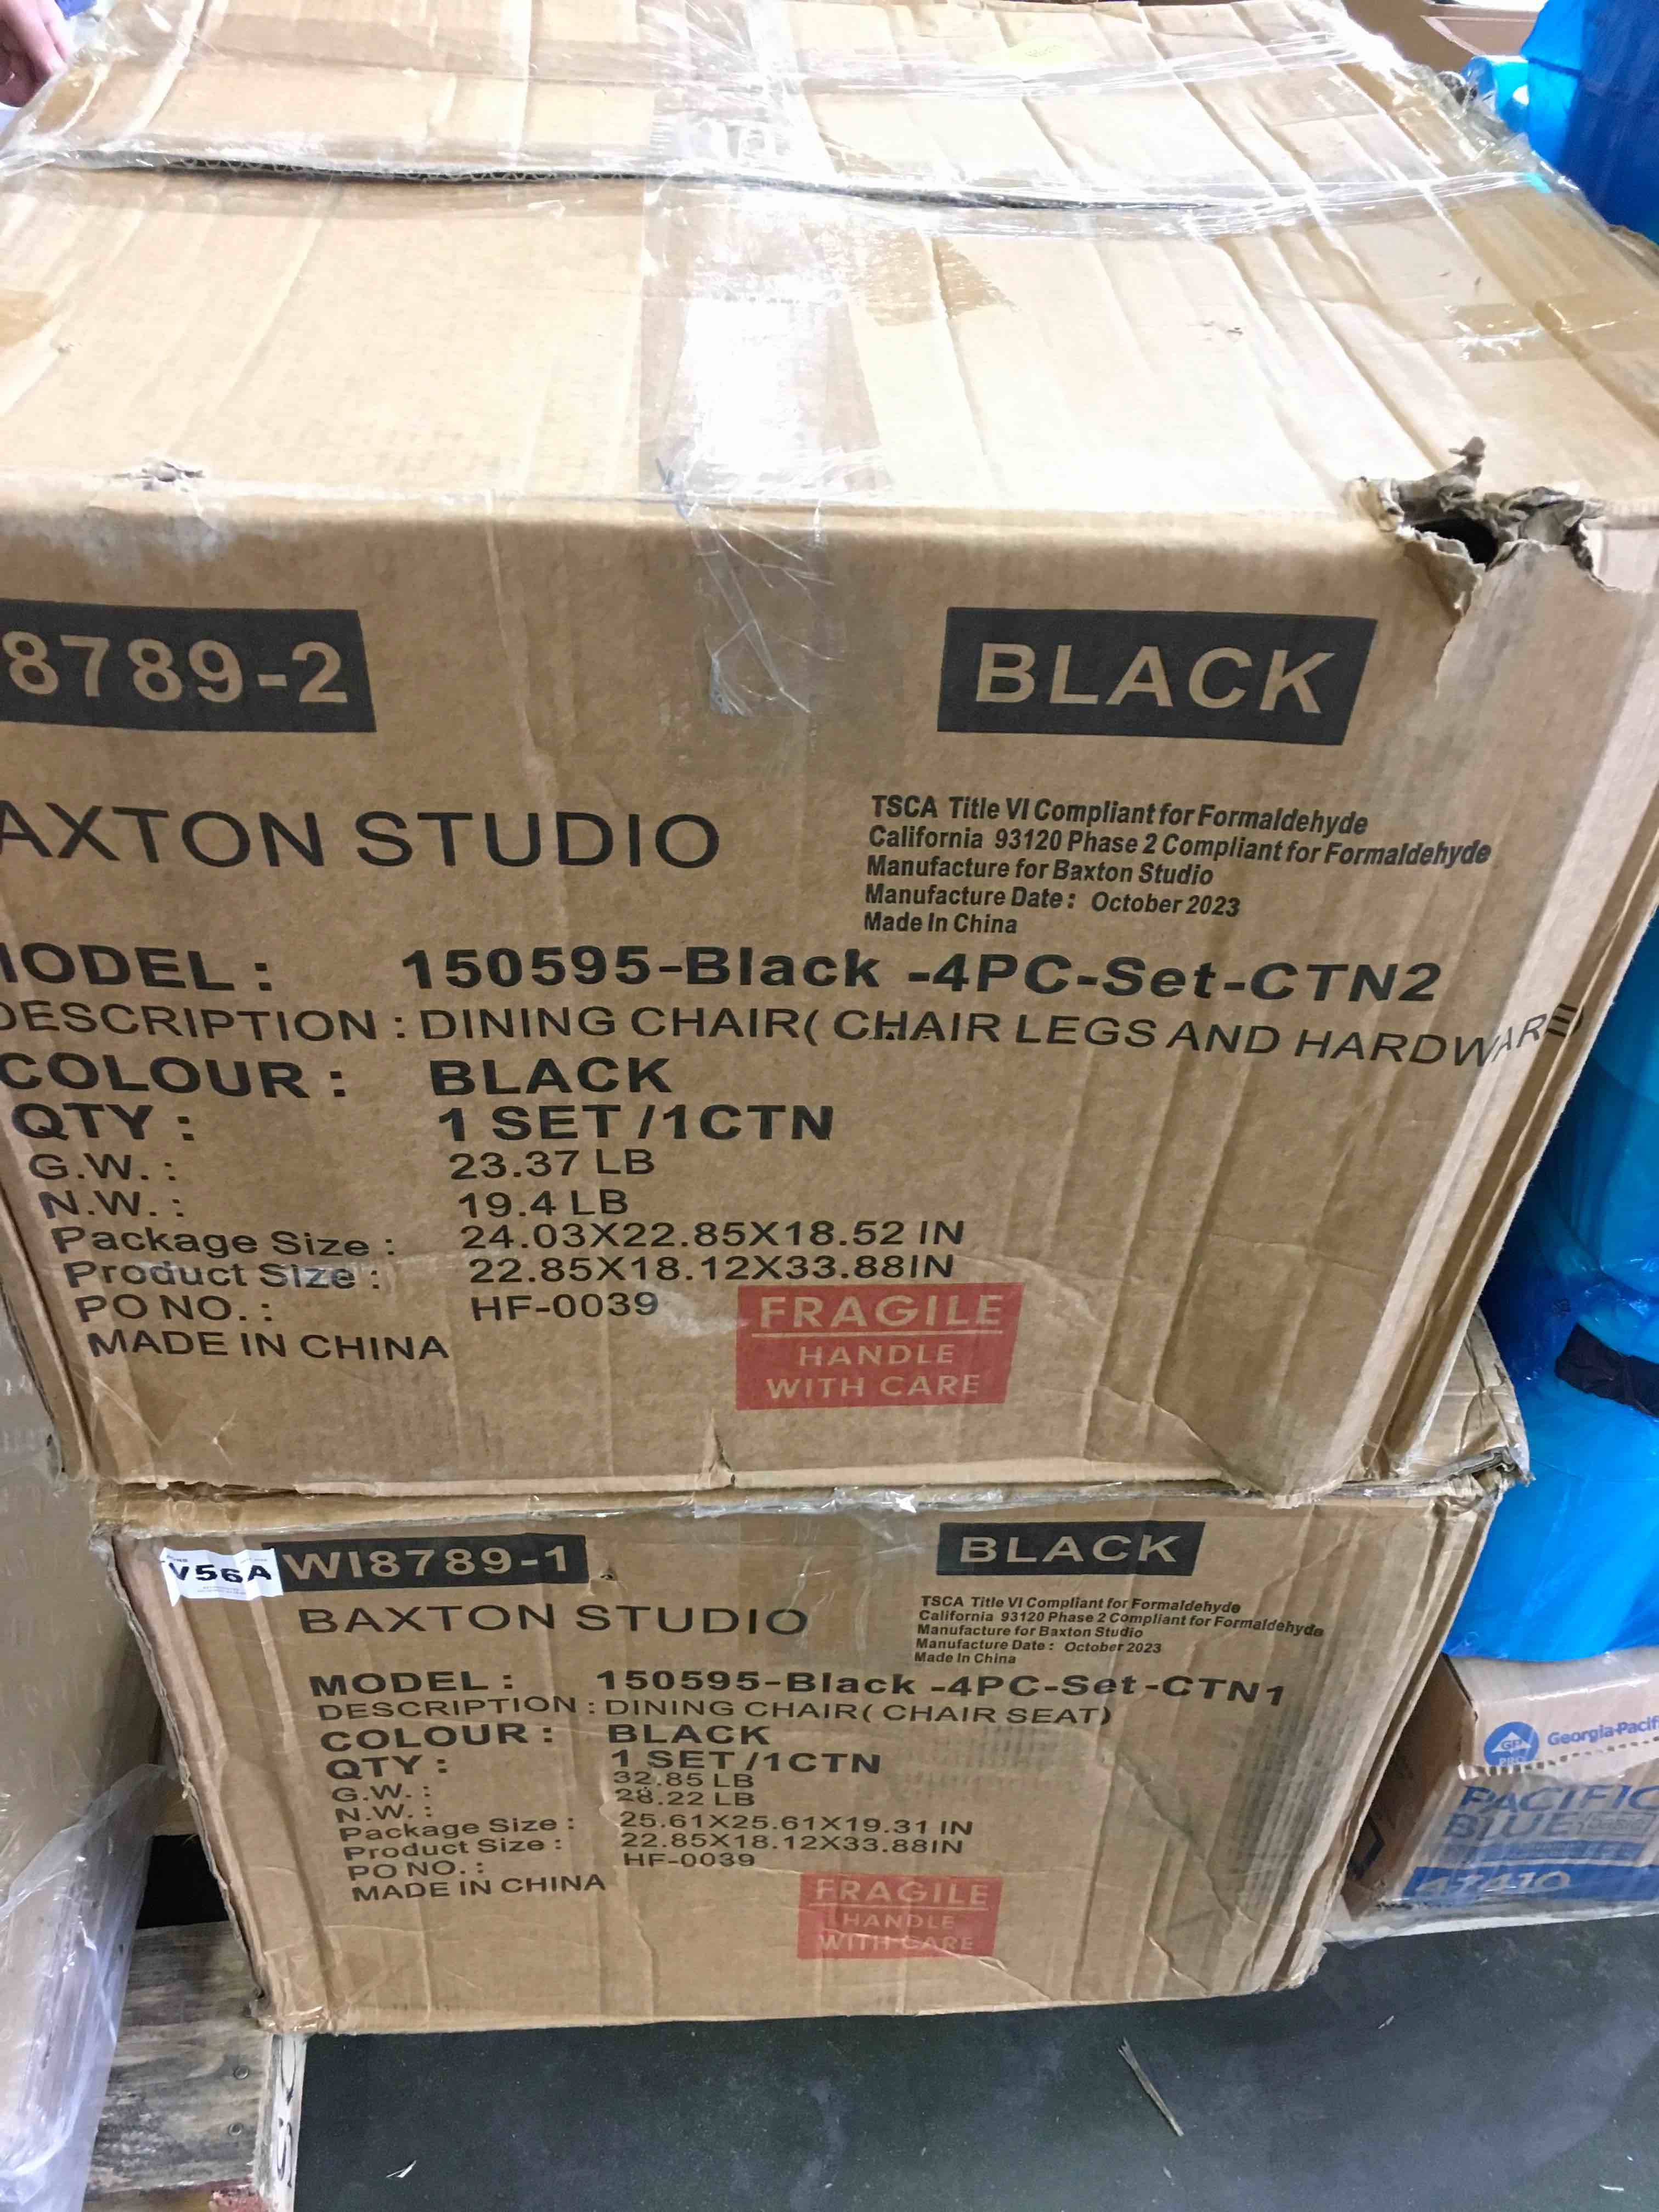 8789-2
BLACK
AXTON STUDIO
TSCA Title VI Compliant for Formaldehyde
California 93120 Phase 2 Compliant for Formaldehyde
Manufacture for Baxton Studio
Manufacture Date: October 2023
Made In China
MODEL: 150595-Black -4PC-Set-CTN2
DESCRIPTION: DINING CHAIR( CHAIR LEGS AND HARDWARE)
COLOUR: BLACK
QTY: 1 SET /1CTN
G.W.: 23.37 LB
N.W.: 19.4 LB
Package Size: 24.03X22.85X18.52 IN
Product Size: 22.85X18.12X33.88IN
PO NO.: HF-0039
MADE IN CHINA
FRAGILE
HANDLE
WITH CARE
V56A
WI8789-1
BLACK
BAXTON STUDIO
TSCA Title VI Compliant for Formaldehyde
California 93120 Phase 2 Compliant for Formaldehyde
Manufacture for Baxton Studio
Manufacture Date: October 2023
Made In China
MODEL: 150595-Black -4PC-Set-CTN1
DESCRIPTION: DINING CHAIR( CHAIR SEAT)
COLOUR: BLACK
QTY: 1 SET /1CTN
G.W.: 32.85 LB
N.W.: 28.22 LB
Package Size: 25.61X25.61X19.31 IN
Product Size: 22.85X18.12X33.88IN
PO NO.: HF-0039
MADE IN CHINA
FRAGILE
HANDLE
WITH CARE
GP
PRO
Georgia-Pacif
PACIFIC
BLUE
47410